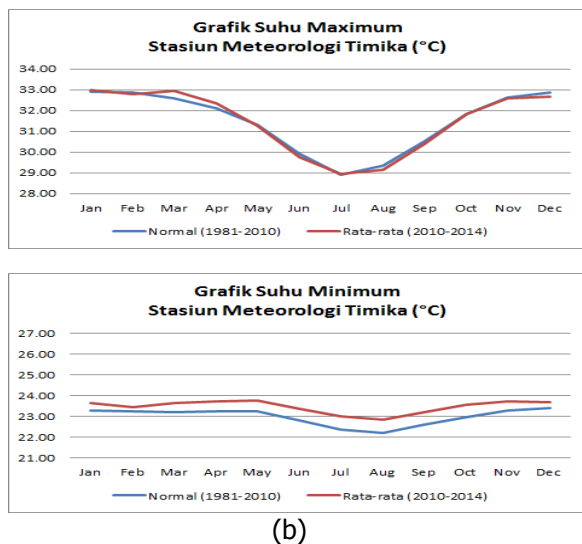 Grafik Suhu Maximum
Stasiun Meteorologi Timika (°C)
34.00
33.00
32.00
31.00
30.00
29.00
28.00
Jan Feb Mar Apr May Jun Jul Aug Sep Oct Nov Dec
Normal (1981-2010) Rata-rata (2010-2014)
Grafik Suhu Minimum
Stasiun Meteorologi Timika (°C)
27.00
26.00
25.00
24.00
23.00
22.00
21.00
Jan Feb Mar Apr May Jun Jul Aug Sep Oct Nov Dec
Normal (1981-2010) Rata-rata (2010-2014)
(b)